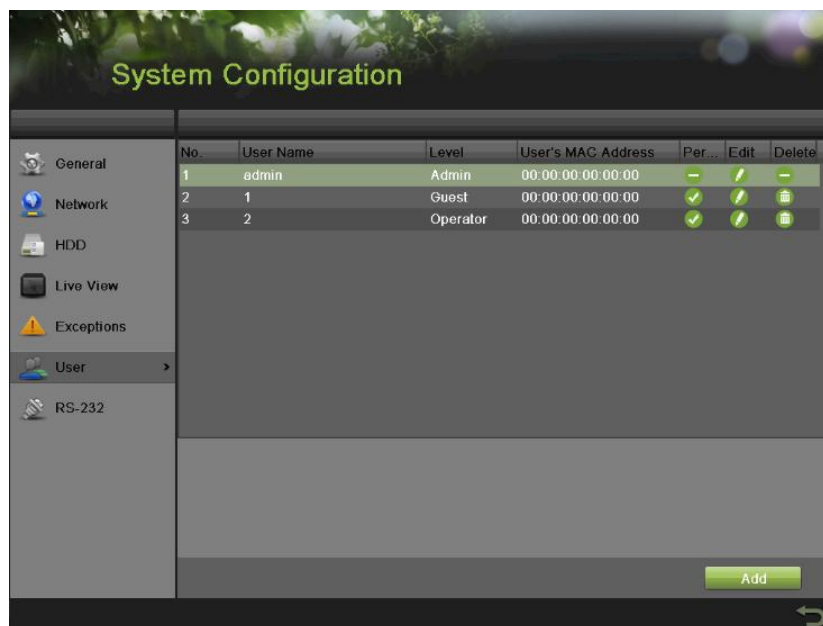 System Configuration
General
Network
HDD
Live View
Exceptions
User
RS-232
No. User Name Level User's MAC Address Per... Edit Delete
1 admin Admin 00:00:00:00:00:00
2 1 Guest 00:00:00:00:00:00
3 2 Operator 00:00:00:00:00:00
Add